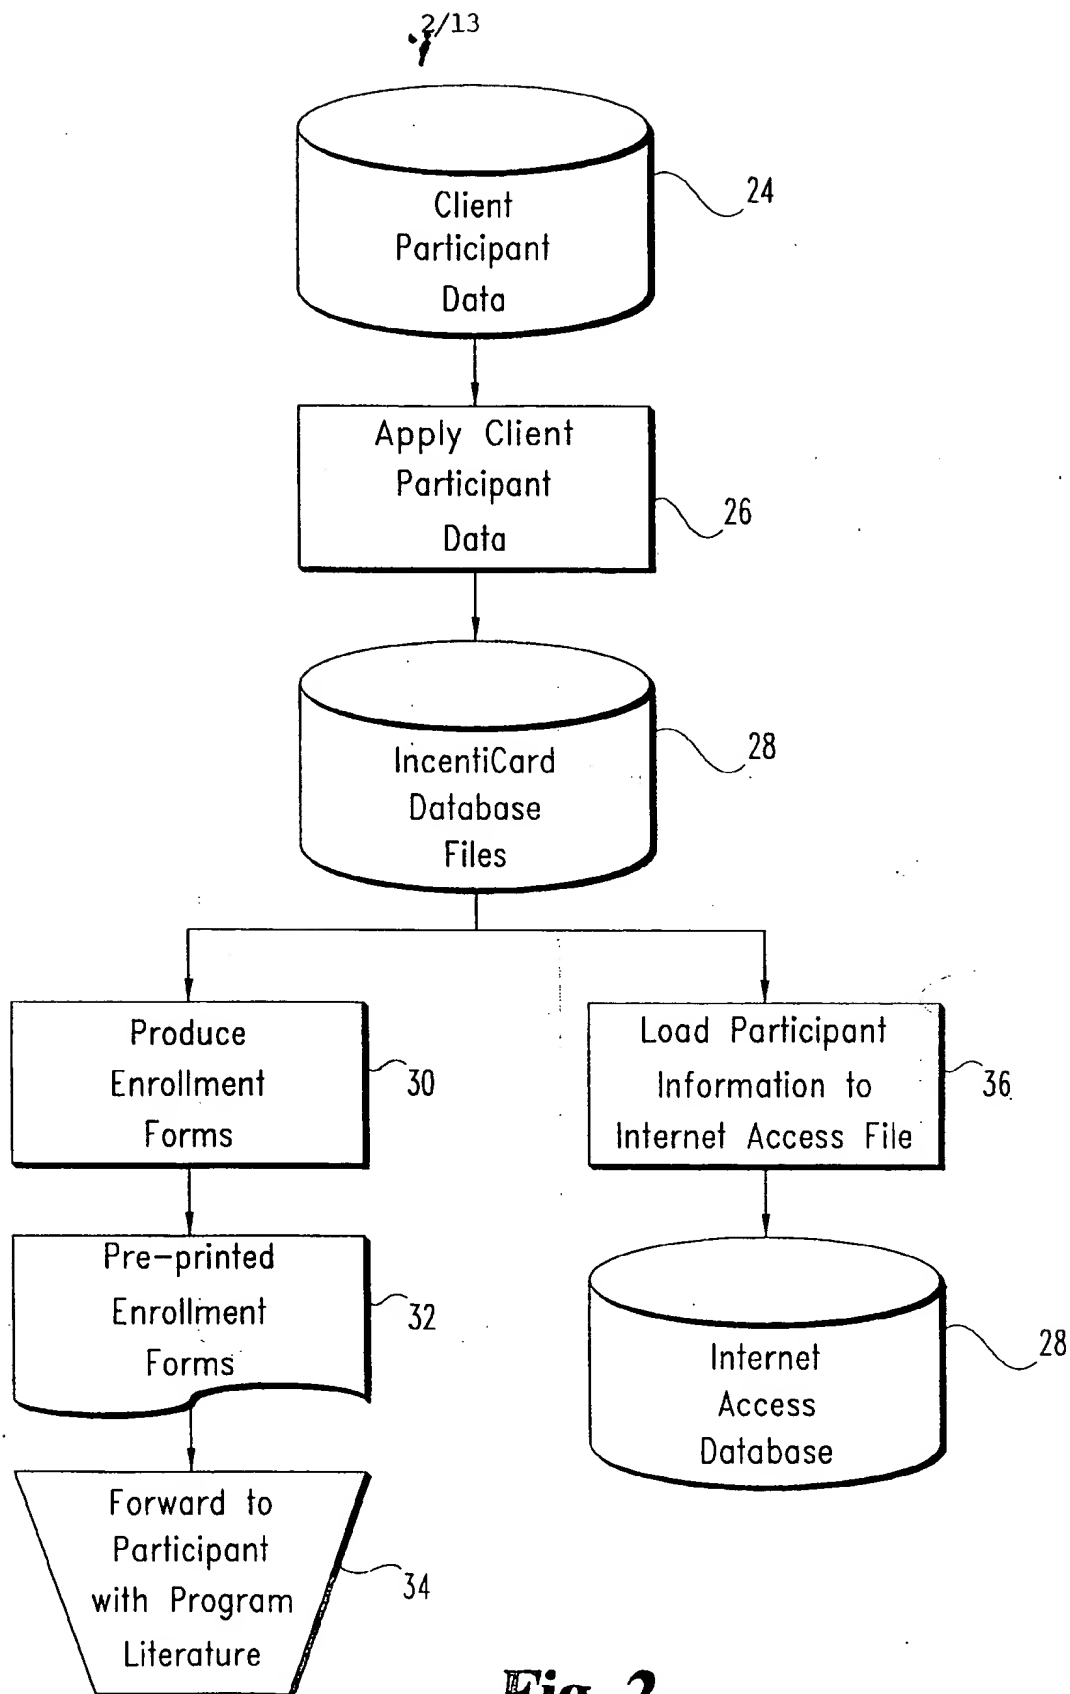 2/13
Client
Participant
Data
24
Apply Client
Participant
Data
26
IncentiCard
Database
Files
28
Produce
Enrollment
Forms
30
Load Participant
Information to
Internet Access File
36
Pre-printed
Enrollment
Forms
32
Internet
Access
Database
28
Forward to
Participant
with Program
Literature
34
Fig. 2